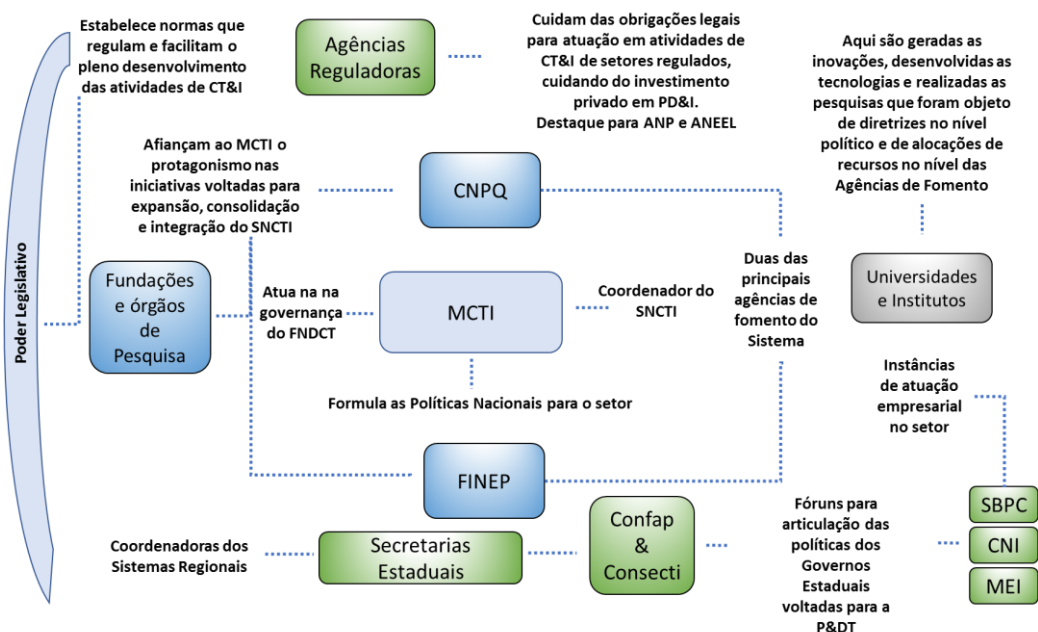 Estabelece normas que
regulam e facilitam o
pleno desenvolvimento
das atividades de CT&I
Agências
Reguladoras
Cuidam das obrigações legais
para atuação em atividades de
CT&I de setores regulados,
cuidando do investimento
privado em PD&I.
Destaque para ANP e ANEEL
Aqui são geradas as
inovações, desenvolvidas as
tecnologias e realizadas as
pesquisas que foram objeto
de diretrizes no nível
político e de alocações de
recursos no nível das
Agências de Fomento
Afiançam ao MCTI o
protagonismo nas
iniciativas voltadas para
expansão, consolidação
e integração do SNCTI
CNPQ
Poder Legislativo
Fundações
e órgãos
de
Pesquisa
Atua na na
governança
do FNDCT
MCTI
Coordenador do
SNCTI
Duas das
principais
agências de
fomento do
Sistema
Universidades
e Institutos
Formula as Políticas Nacionais para o setor
Instâncias
de atuação
empresarial
no setor
FINEP
Coordenadoras dos
Sistemas Regionais
Secretarias
Estaduais
Confap
&
Consecti
Fóruns para
articulação das
políticas dos
Governos
Estaduais
voltadas para a
P&DT
SBPC
CNI
MEI